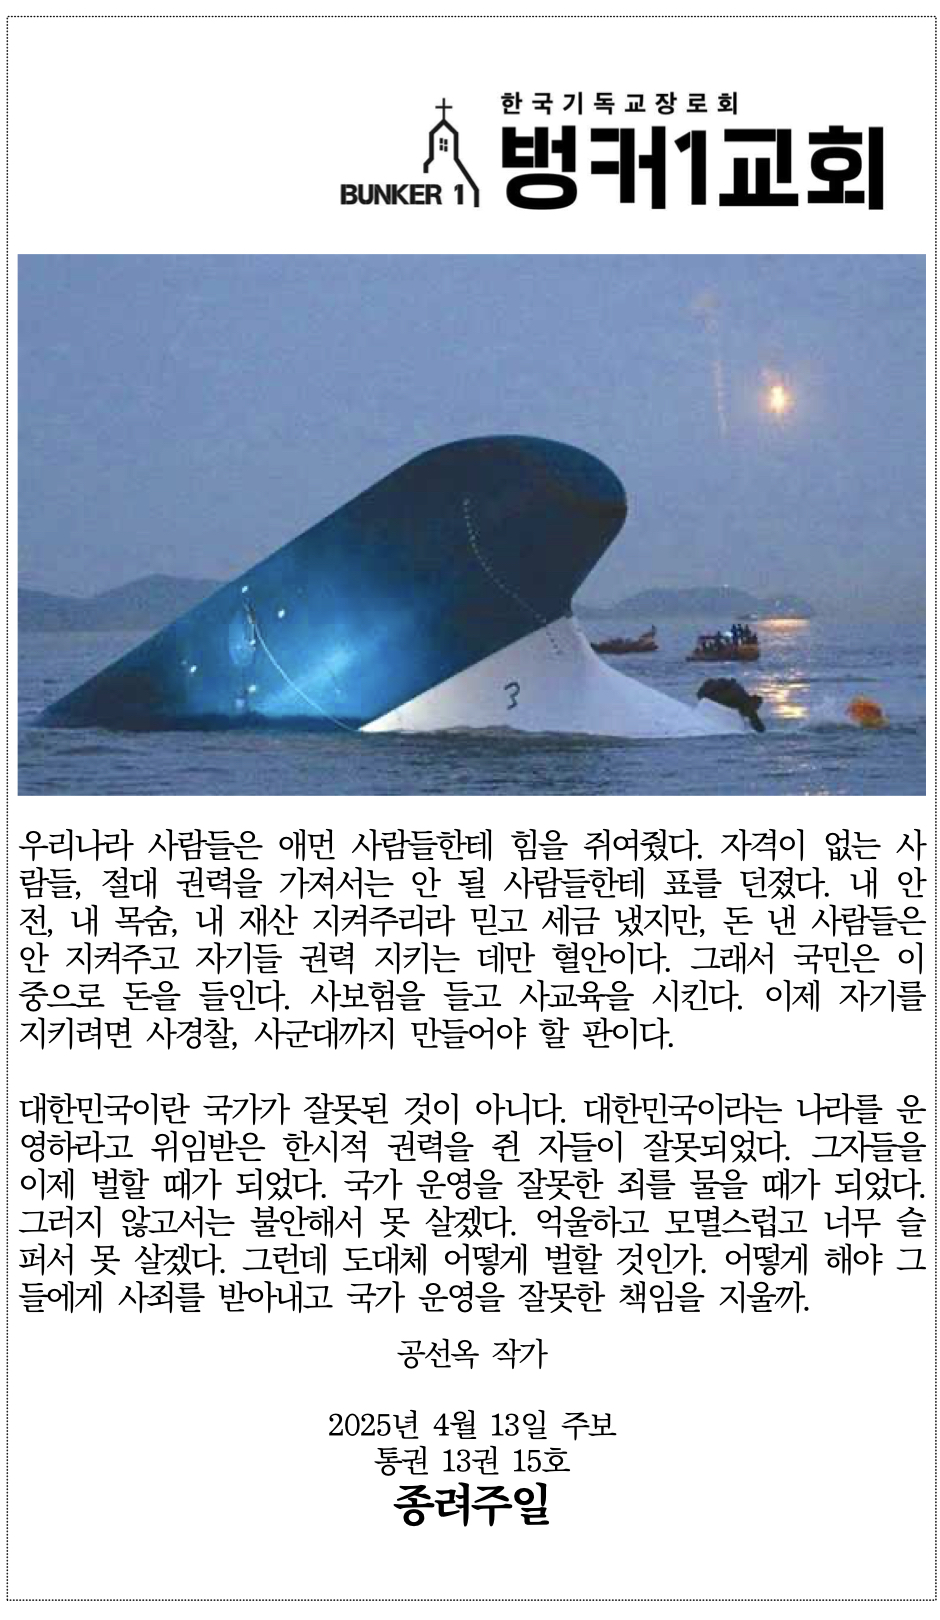 한국기독교장로회
BUNKER 1 벙커1교회
3
우리나라 사람들은 애먼 사람들한테 힘을 쥐여줬다. 자격이 없는 사
람들, 절대 권력을 가져서는 안 될 사람들한테 표를 던졌다. 내 안
전, 내 목숨, 내 재산 지켜주리라 믿고 세금 냈지만, 돈 낸 사람들은
안 지켜주고 자기들 권력 지키는 데만 혈안이다. 그래서 국민은 이
중으로 돈을 들인다. 사보험을 들고 사교육을 시킨다. 이제 자기를
지키려면 사경찰, 사군대까지 만들어야 할 판이다.
대한민국이란 국가가 잘못된 것이 아니다. 대한민국이라는 나라를 운
영하라고 위임받은 한시적 권력을 쥔 자들이 잘못되었다. 그자들을
이제 벌할 때가 되었다. 국가 운영을 잘못한 죄를 물을 때가 되었다.
그러지 않고서는 불안해서 못 살겠다. 억울하고 모멸스럽고 너무 슬
퍼서 못 살겠다. 그런데 도대체 어떻게 벌할 것인가. 어떻게 해야 그
들에게 사죄를 받아내고 국가 운영을 잘못한 책임을 지울까.
공선옥 작가
2025년 4월 13일 주보
통권 13권 15호
종려주일